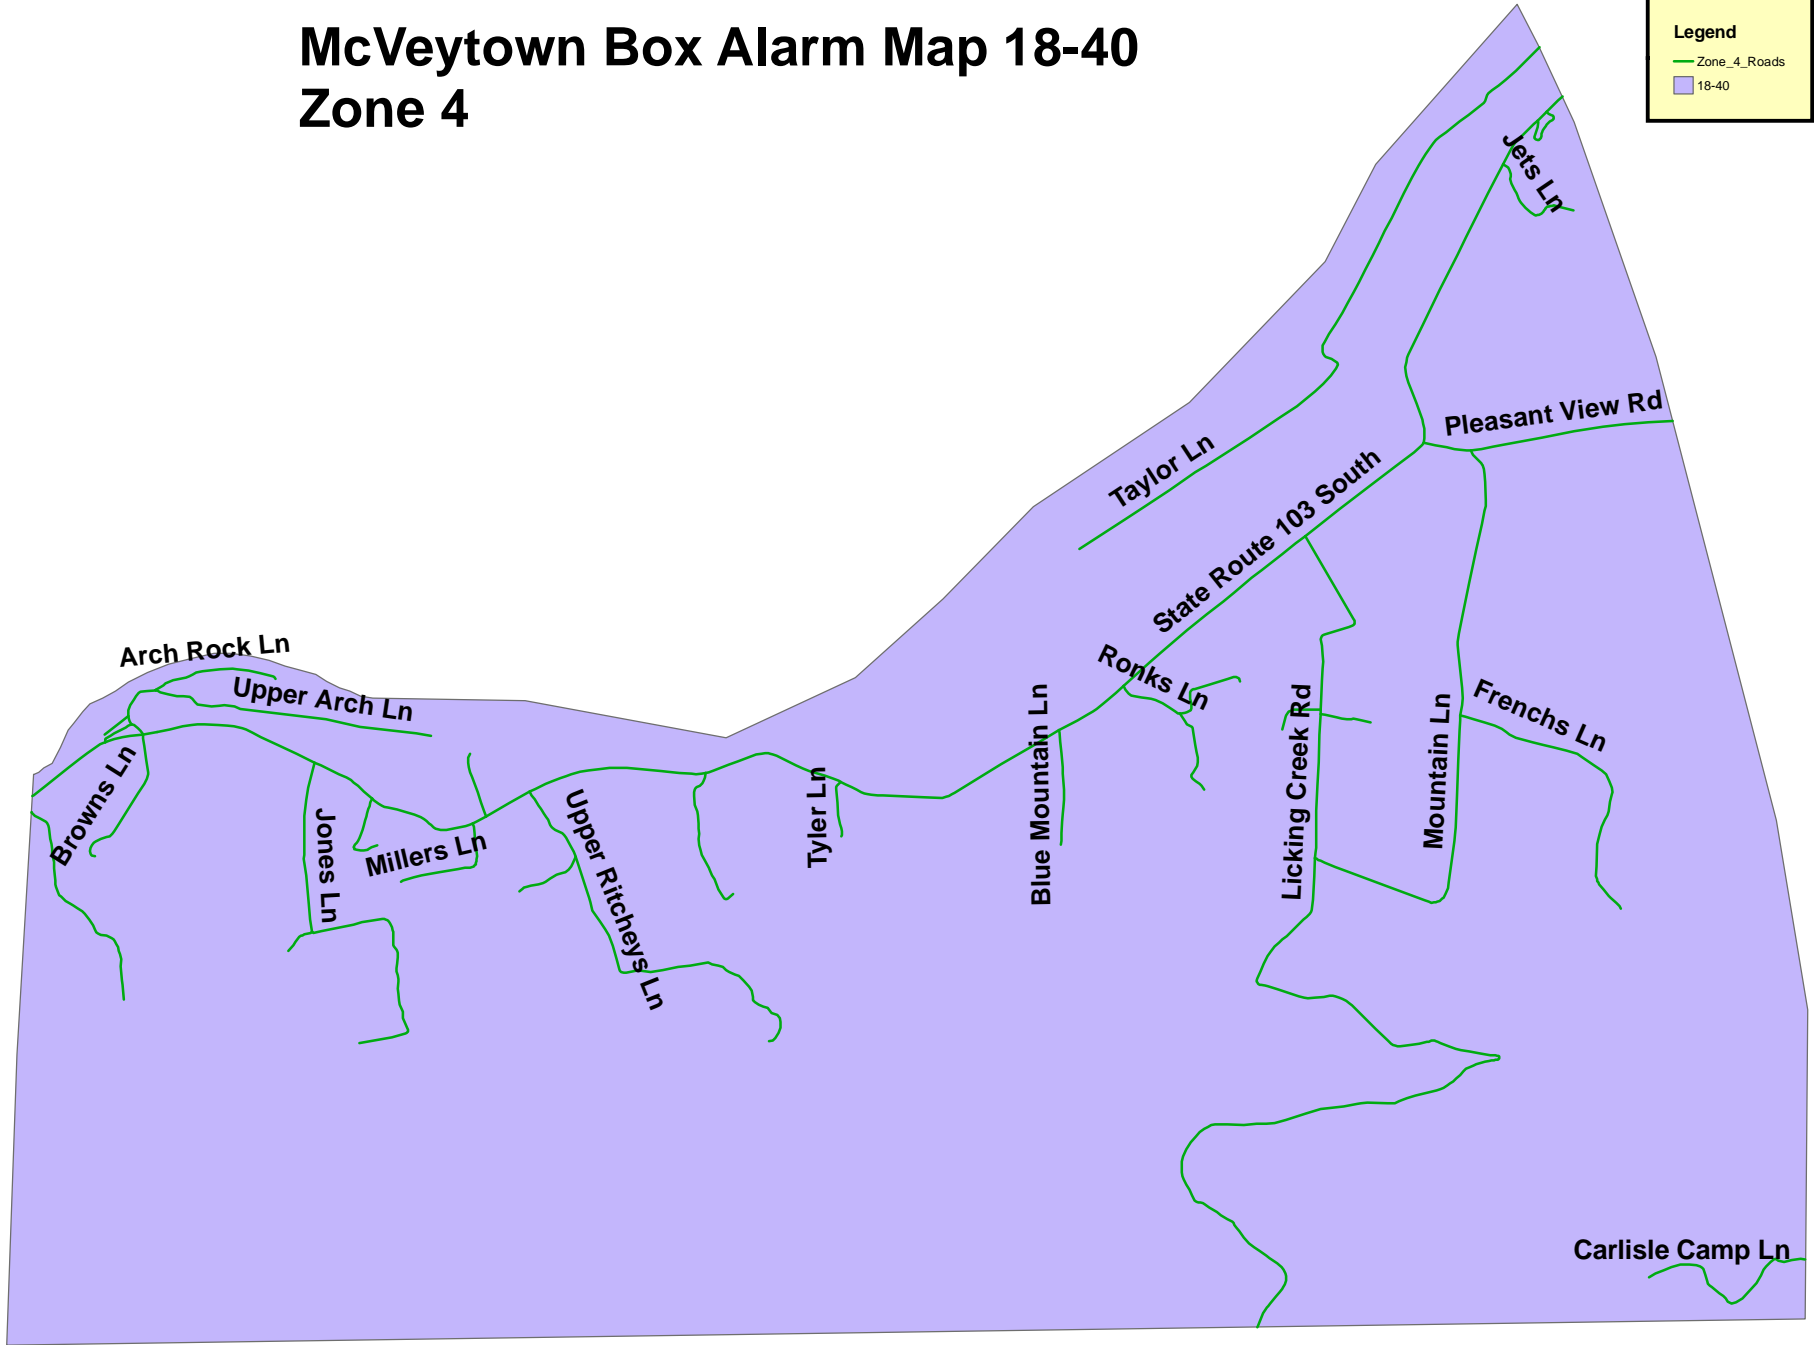 McVeytown Box Alarm Map 18-40
Zone 4
Legend
Zone_4_Roads
18-40
Jets Ln
Pleasant View Rd
Taylor Ln
State Route 103 South
Arch Rock Ln
Upper Arch Ln
Ronks Ln
Frenchs Ln
Browns Ln
Jones Ln
Millers Ln
Upper Ritcheys Ln
Tyler Ln
Blue Mountain Ln
Licking Creek Rd
Mountain Ln
Carlisle Camp Ln